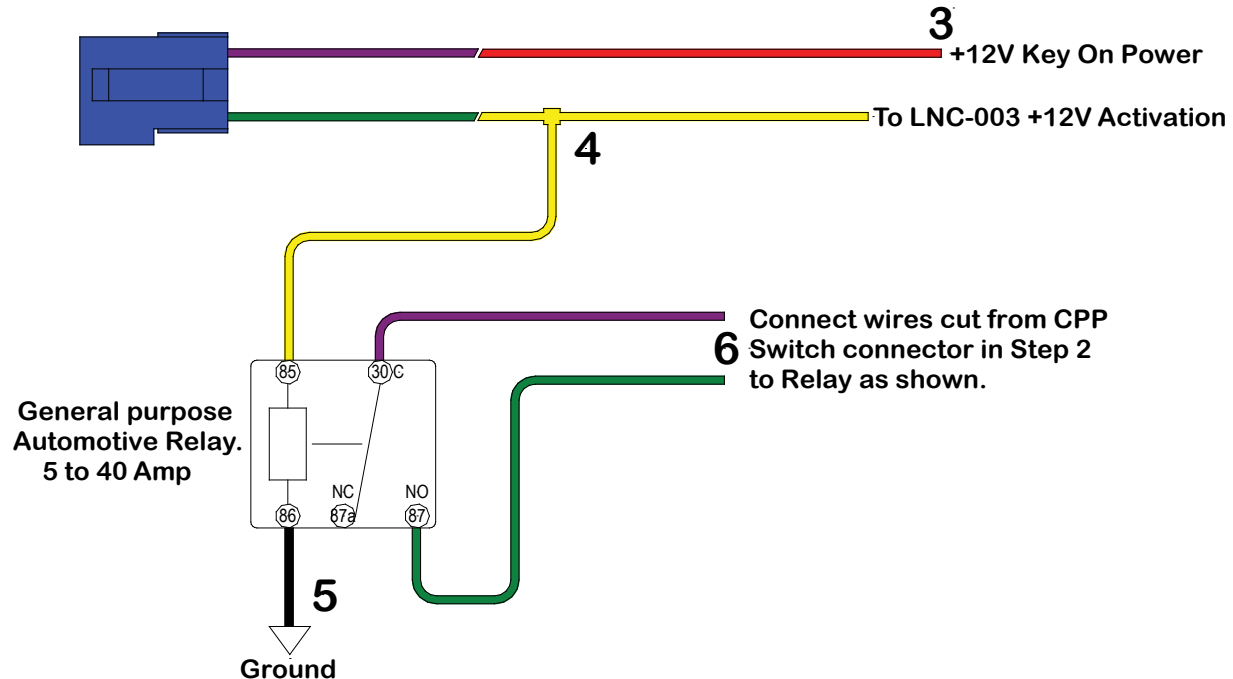 3
+12V Key On Power
To LNC-003 +12V Activation
4
Connect wires cut from CPP
6 Switch connector in Step 2
to Relay as shown.
85
30 C
General purpose
Automotive Relay.
5 to 40 Amp
NC
NO
86
87a
87
5
Ground